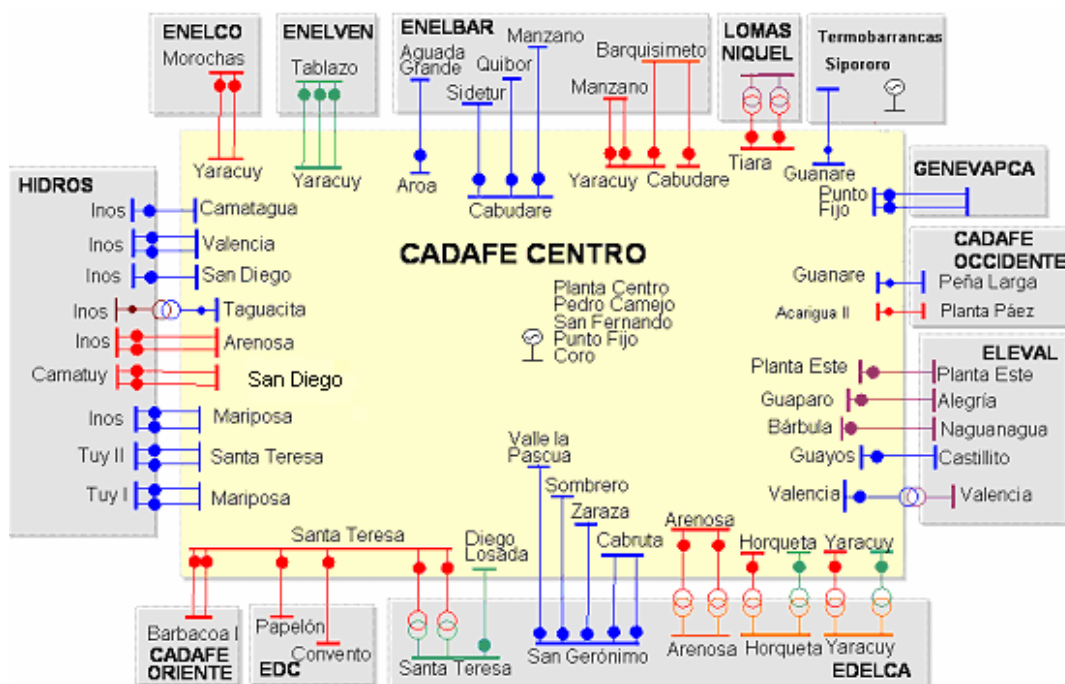 ENELCO
Morochas
Yaracuy
ENELVEN
Tablazo
Yaracuy
ENELBAR
Manzano
Aguada
Grande
Quibor
Sidetur
Barquisimeto
Manzano
Aroa
Cabudare
Yaracuy
Cabudare
LOMAS
NIQUEL
Tiara
Termobarrancas
Sipororo
Guanare
HIDROS
Inos
Camatagua
Inos
Valencia
Inos
San Diego
Inos
Taguacita
Inos
Arenosa
Camatuy
San Diego
Inos
Mariposa
Tuy II
Santa Teresa
Tuy I
Mariposa
CADAFE CENTRO
Planta Centro
Pedro Camejo
San Fernando
Punto Fijo
Coro
GENEVAPCA
Punto
Fijo
CADAFE
OCCIDENTE
Guanare
Peña Larga
Acarigua II
Planta Páez
ELEVAL
Planta Este
Planta Este
Guaparo
Alegría
Bárbula
Naguanagua
Guayos
Castillito
Valencia
Valencia
Santa Teresa
Diego
Losada
Valle la
Pascua
Sombrero
Zaraza
Cabruta
Arenosa
Horqueta
Yaracuy
Barbacoa I
CADAFE
ORIENTE
Papelón
Convento
EDC
Santa Teresa
San Gerónimo
Arenosa
Horqueta
Yaracuy
EDELCA